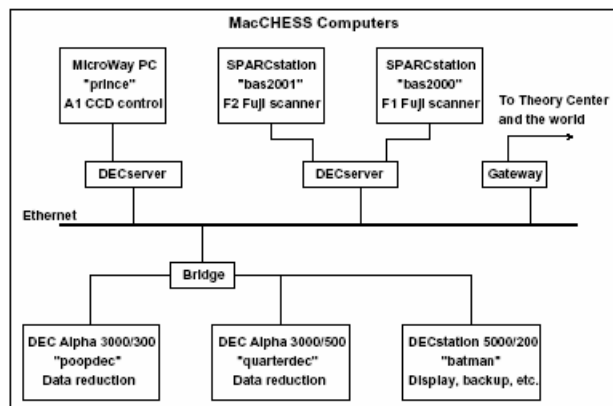 MacCHESS Computers
MicroWay PC
"prince"
A1 CCD control
SPARCstation
"bas2001"
F2 Fuji scanner
SPARCstation
"bas2000"
F1 Fuji scanner
To Theory Center
and the world
DECserver
DECserver
Gateway
Ethernet
Bridge
DEC Alpha 3000/300
"poopdec"
Data reduction
DEC Alpha 3000/500
"quarterdec"
Data reduction
DECstation 5000/200
"batman"
Display, backup, etc.